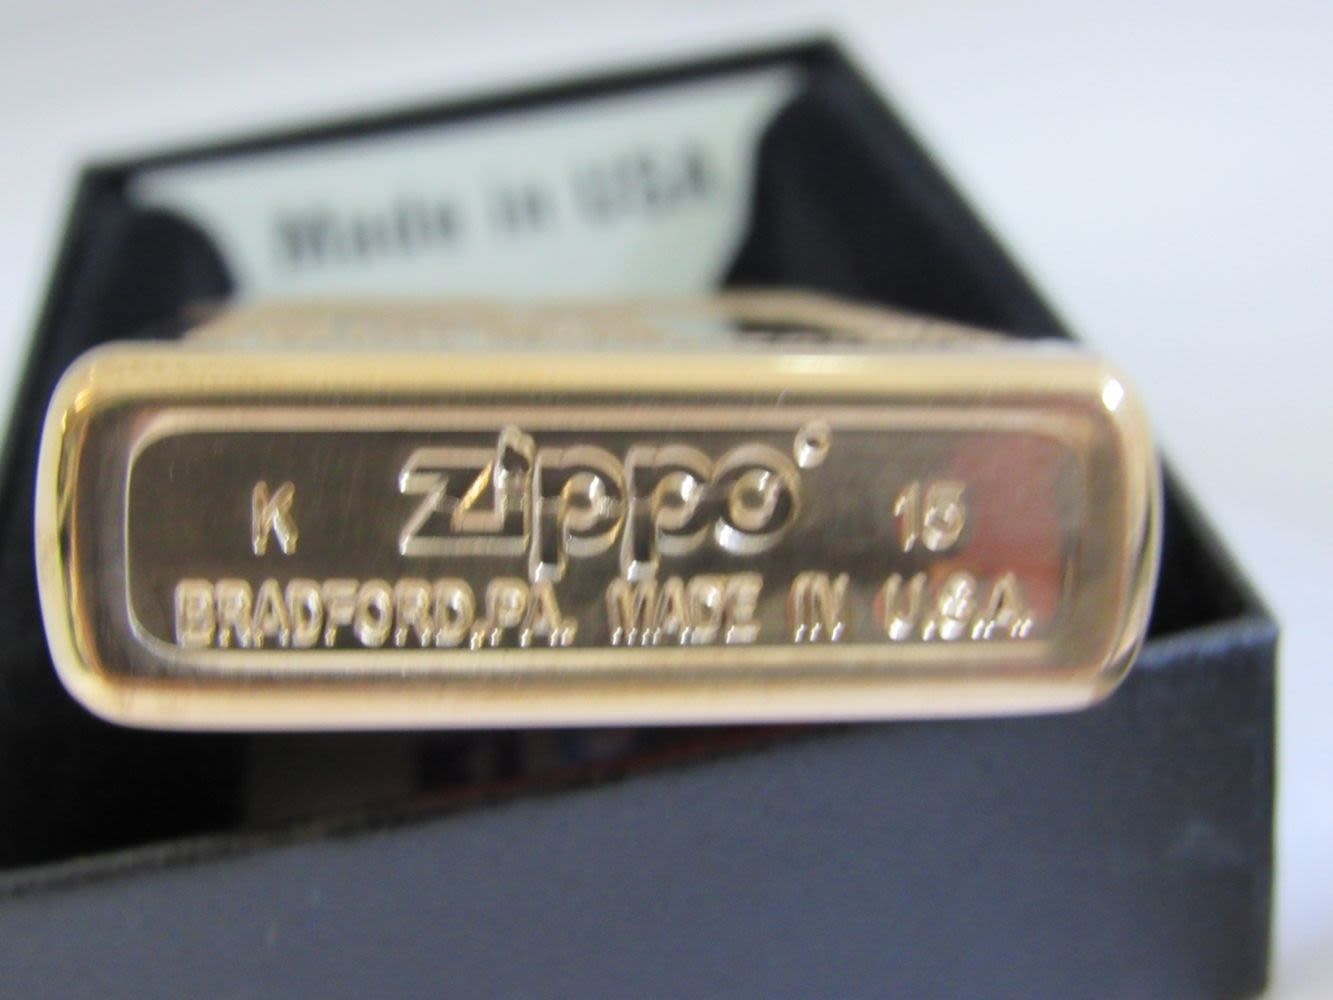 Made in USA
K zippo® 15
BRADFORD,PA. MADE IN U.S.A.